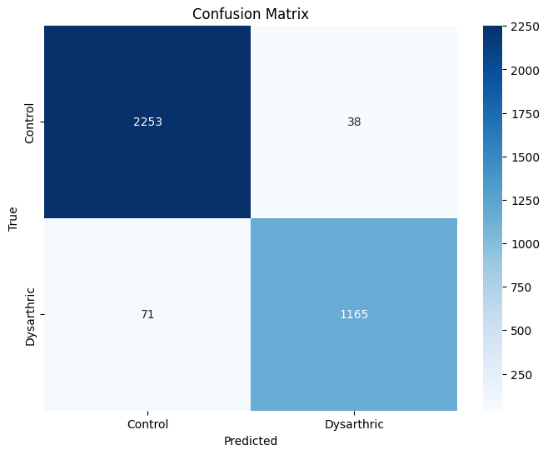 Confusion Matrix
True
Control
2253
38
Dysarthric
71
1165
Control
Dysarthric
Predicted
2250
2000
1750
1500
1250
1000
750
500
250